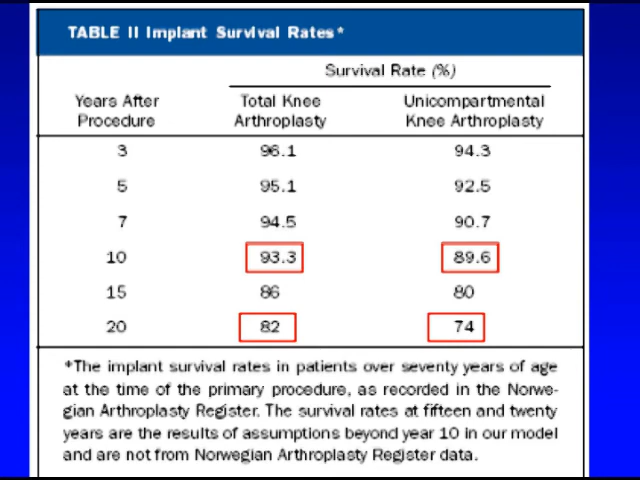 TABLE II Implant Survival Rates*
Survival Rate (%)
Years After Total Knee Unicompartmental
Procedure Arthroplasty Knee Arthroplasty
3 96.1 94.3
5 95.1 92.5
7 94.5 90.7
10 93.3 89.6
15 86 80
20 82 74
*The implant survival rates in patients over seventy years of age
at the time of the primary procedure, as recorded in the Norwe-
gian Arthroplasty Register. The survival rates at fifteen and twenty
years are the results of assumptions beyond year 10 in our model
and are not from Norwegian Arthroplasty Register data.